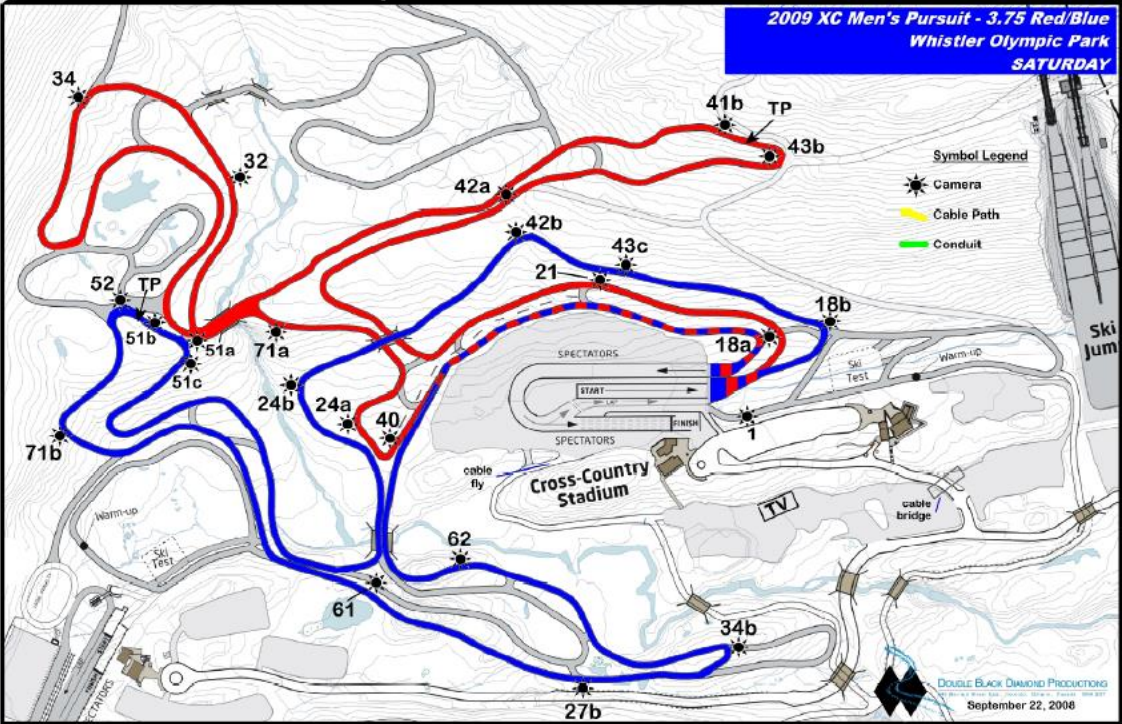 2009 XC Men's Pursuit - 3.75 Red/Blue
Whistler Olympic Park
SATURDAY
34
41b
TP
43b
Symbol Legend
Camera
Cable Path
Conduit
32
42a
42b
43c
21
52
TP
51b
51a
51c
71a
18b
18a
Ski
Jum
SPECTATORS
START
LAP
FINISH
SPECTATORS
Ski
Test
Warm-up
24b
24a
40
1
71b
cable
fly
Cross-Country
Stadium
TV
cable
bridge
Warm-up
Ski
Test
62
61
34b
27b
SPECTATORS
DOUBLE BLACK DIAMOND PRODUCTIONS
September 22, 2008